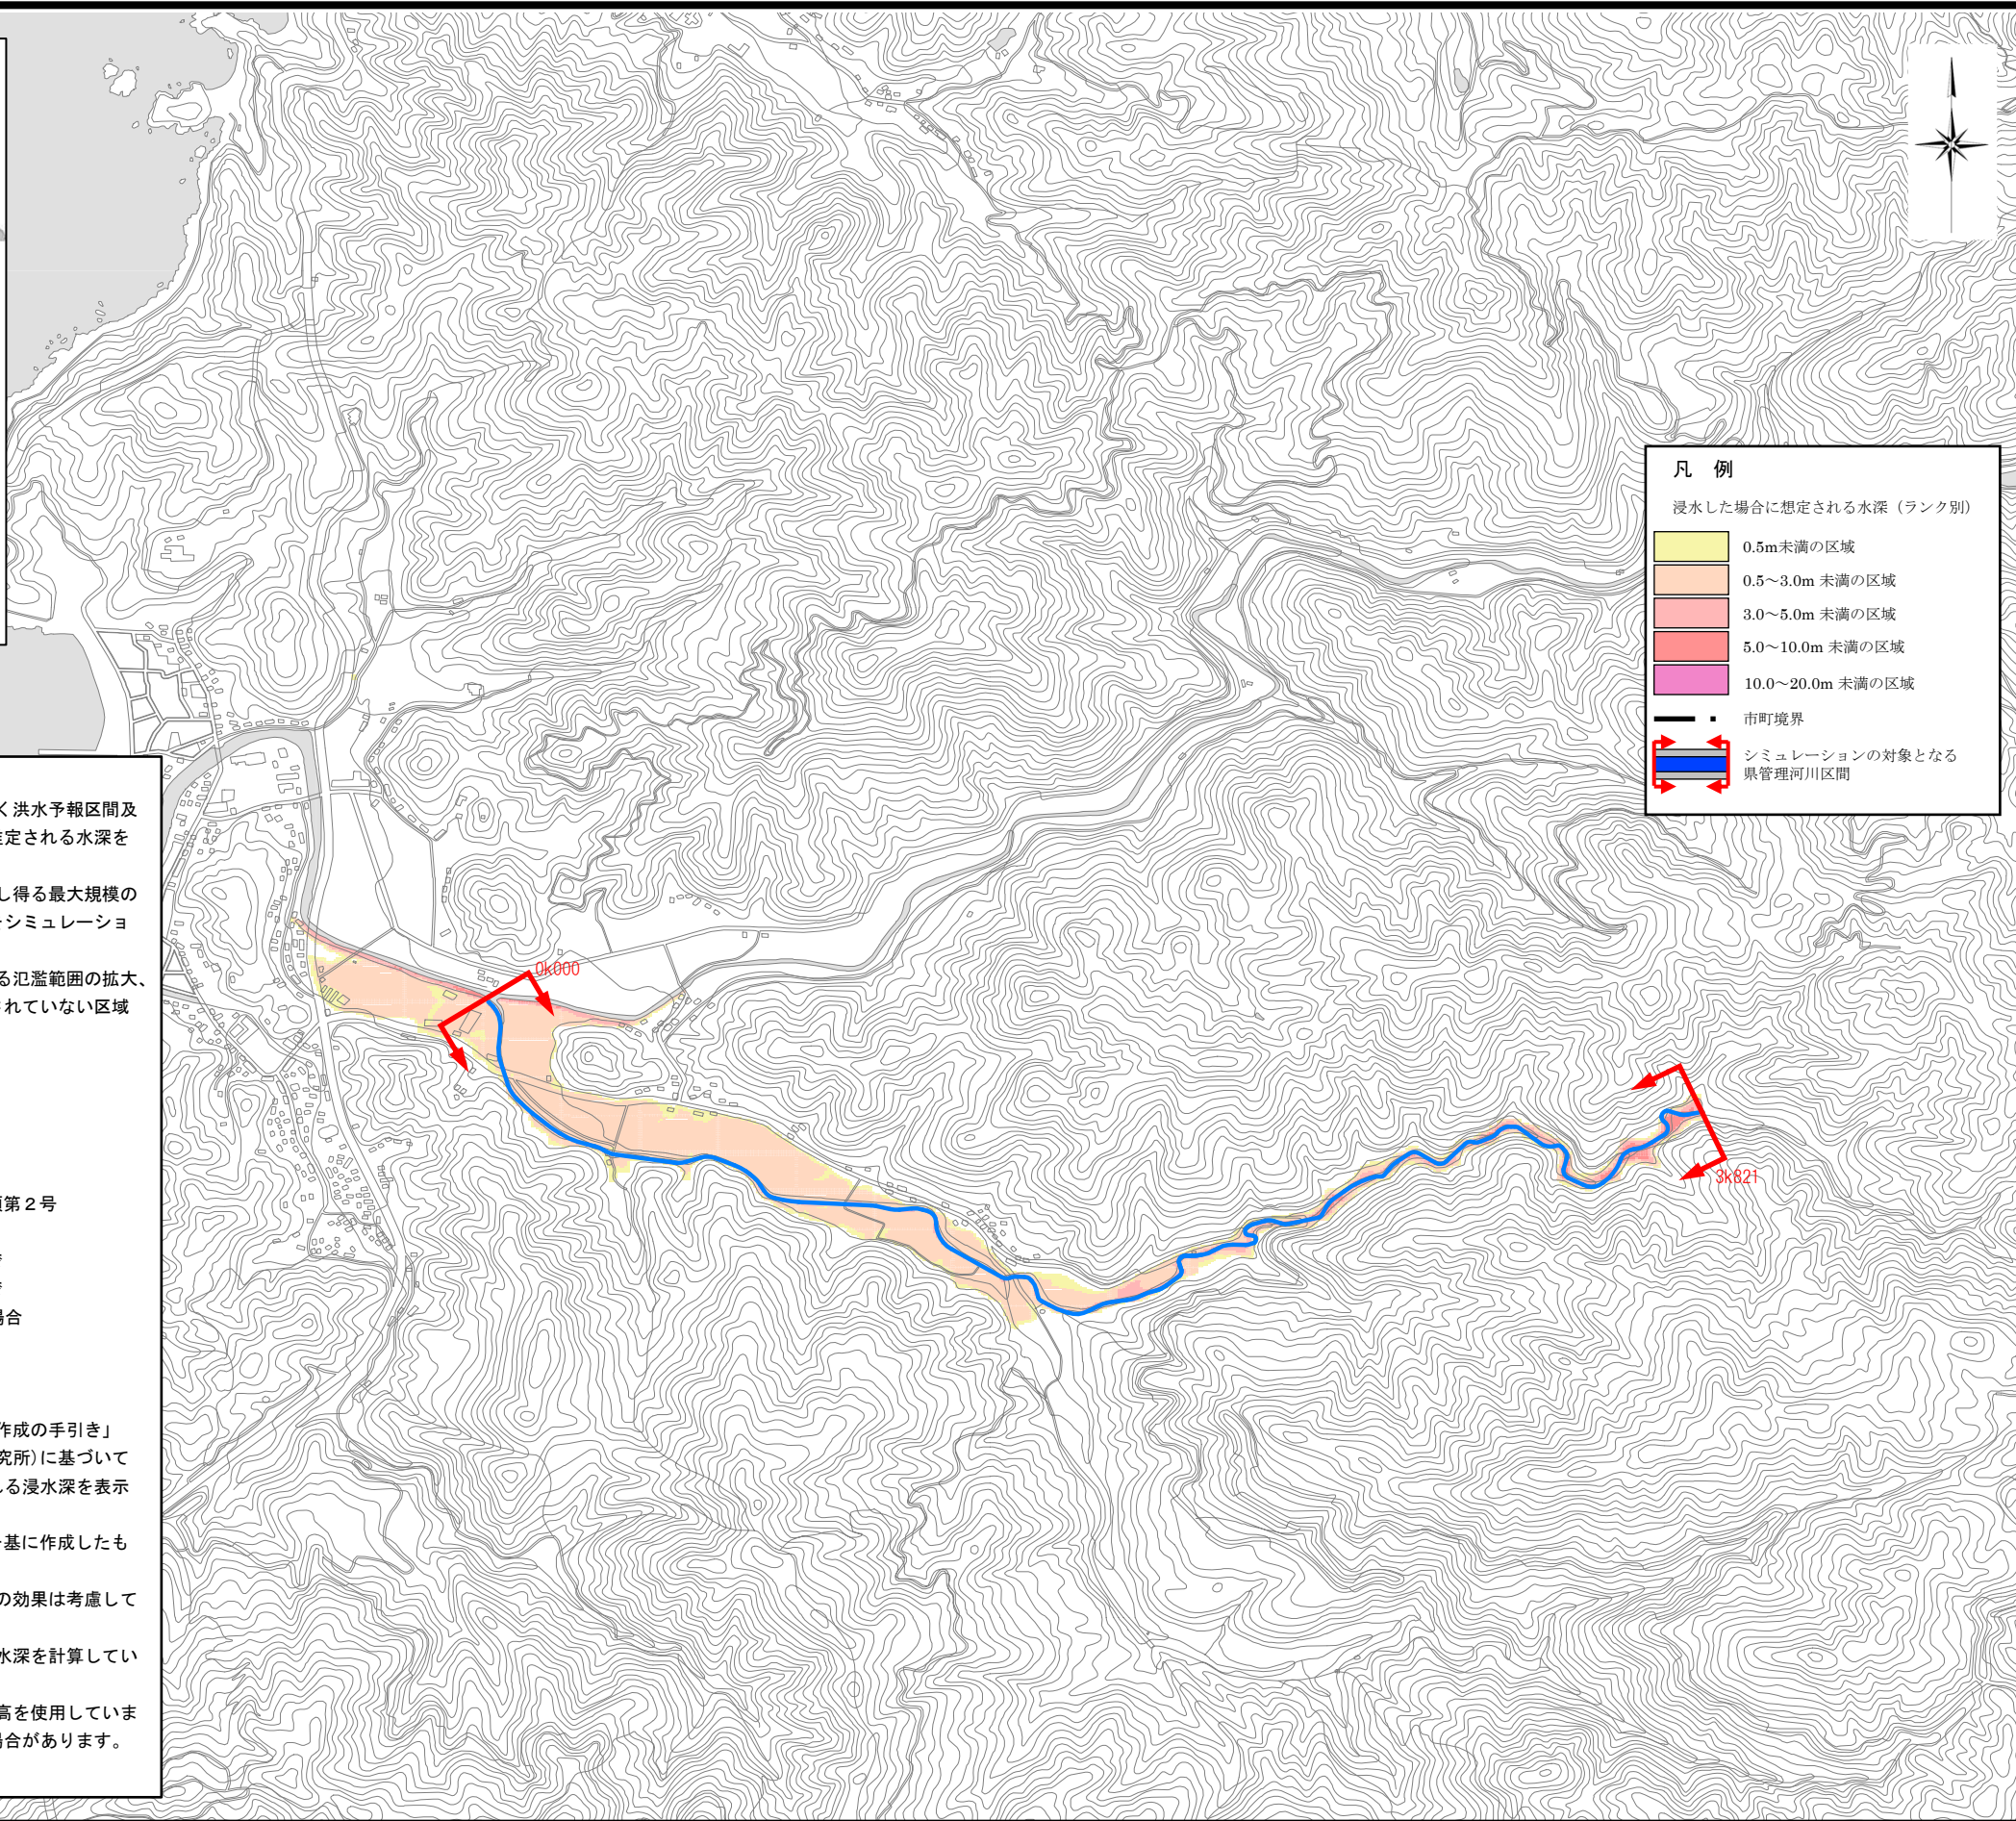 凡　例
浸水した場合に想定される水深（ランク別）
0.5m未満の区域
0.5～3.0m 未満の区域
3.0～5.0m 未満の区域
5.0～10.0m 未満の区域
10.0～20.0m 未満の区域
市町境界
シミュレーションの対象となる
県管理河川区間
く洪水予報区間及
定される水深を
し得る最大規模の
シミュレーショ
る氾濫範囲の拡大、
れていない区域
0k000
3k821
第２号
場合
作成の手引き」
究所)に基づいて
る浸水深を表示
基に作成したも
の効果は考慮して
水深を計算してい
高を使用していま
場合があります。